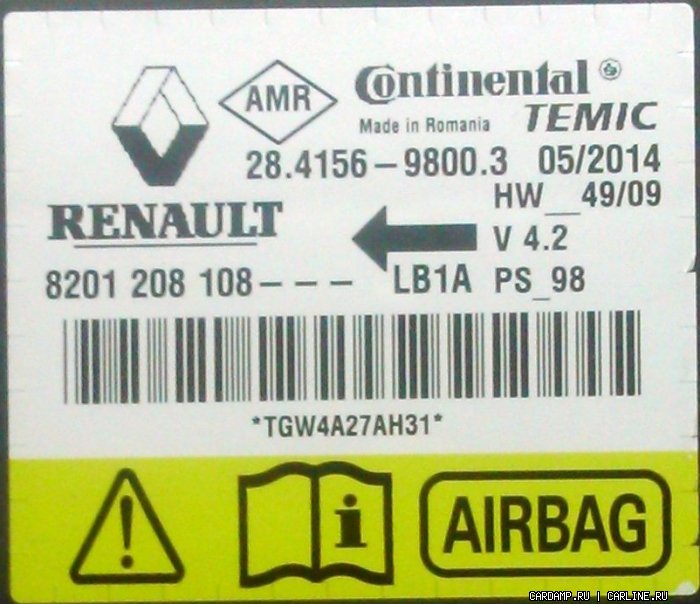 AMR
Continental ®
Made in Romania TEMIC
28.4156-9800.3 05/2014
HW__49/09
RENAULT
V 4.2
8201 208 108--- LB1A PS_98
*TGW4A27AH31*
! i AIRBAG
CARDAMP.RU | CARLINE.RU